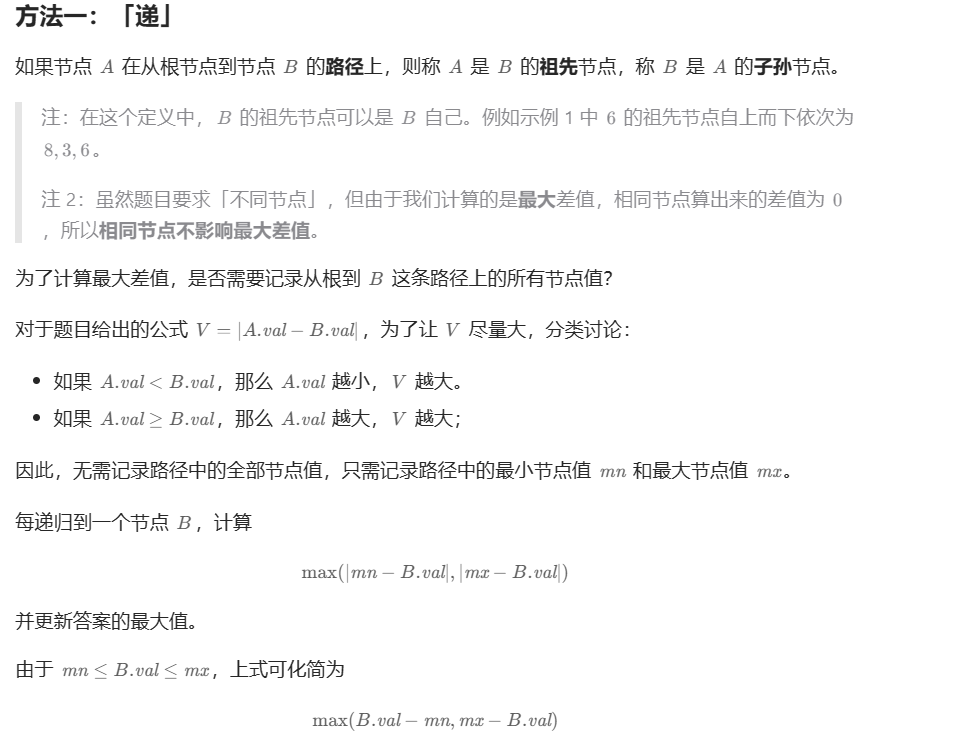 方法一：「递」
如果节点 A 在从根节点到节点 B 的路径上，则称 A 是 B 的祖先节点，称 B 是 A 的子孙节点。
注：在这个定义中， B 的祖先节点可以是 B 自己。例如示例 1 中 6 的祖先节点自上而下依次为
8, 3, 6。
注 2：虽然题目要求「不同节点」，但由于我们计算的是最大差值，相同节点算出来的差值为 0
，所以相同节点不影响最大差值。
为了计算最大差值，是否需要记录从根到 B 这条路径上的所有节点值？
对于题目给出的公式 V = |A.val − B.val|，为了让 V 尽量大，分类讨论：
• 如果 A.val < B.val，那么 A.val 越小， V 越大。
• 如果 A.val ≥ B.val，那么 A.val 越大， V 越大；
因此，无需记录路径中的全部节点值，只需记录路径中的最小节点值 mn 和最大节点值 mx。
每递归到一个节点 B，计算
max(|mn − B.val|, |mx − B.val|)
并更新答案的最大值。
由于 mn ≤ B.val ≤ mx，上式可化简为
max(B.val − mn, mx − B.val)